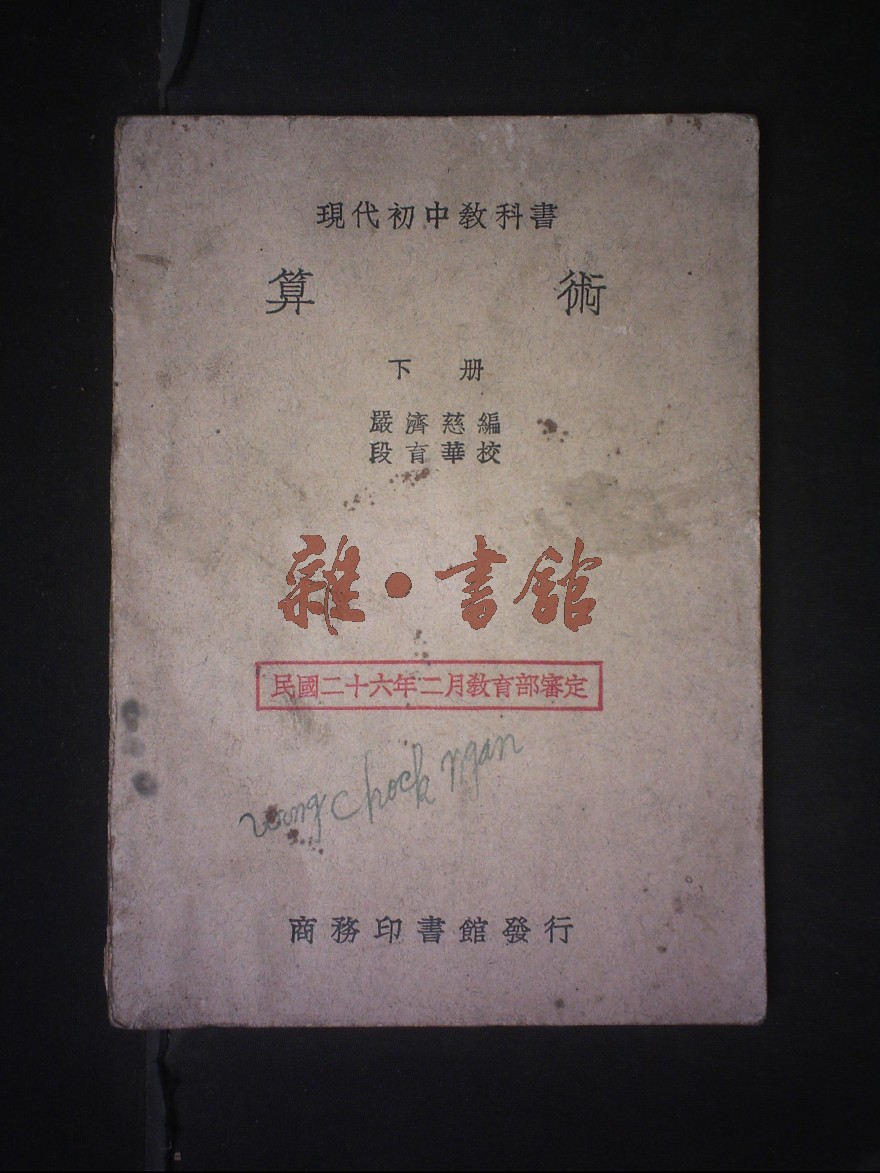 現代初中教科書
算術
下册
嚴濟慈編
段育華校
雜·書館
民國二十六年二月教育部審定
Wong Chock Ngan
商務印書館發行